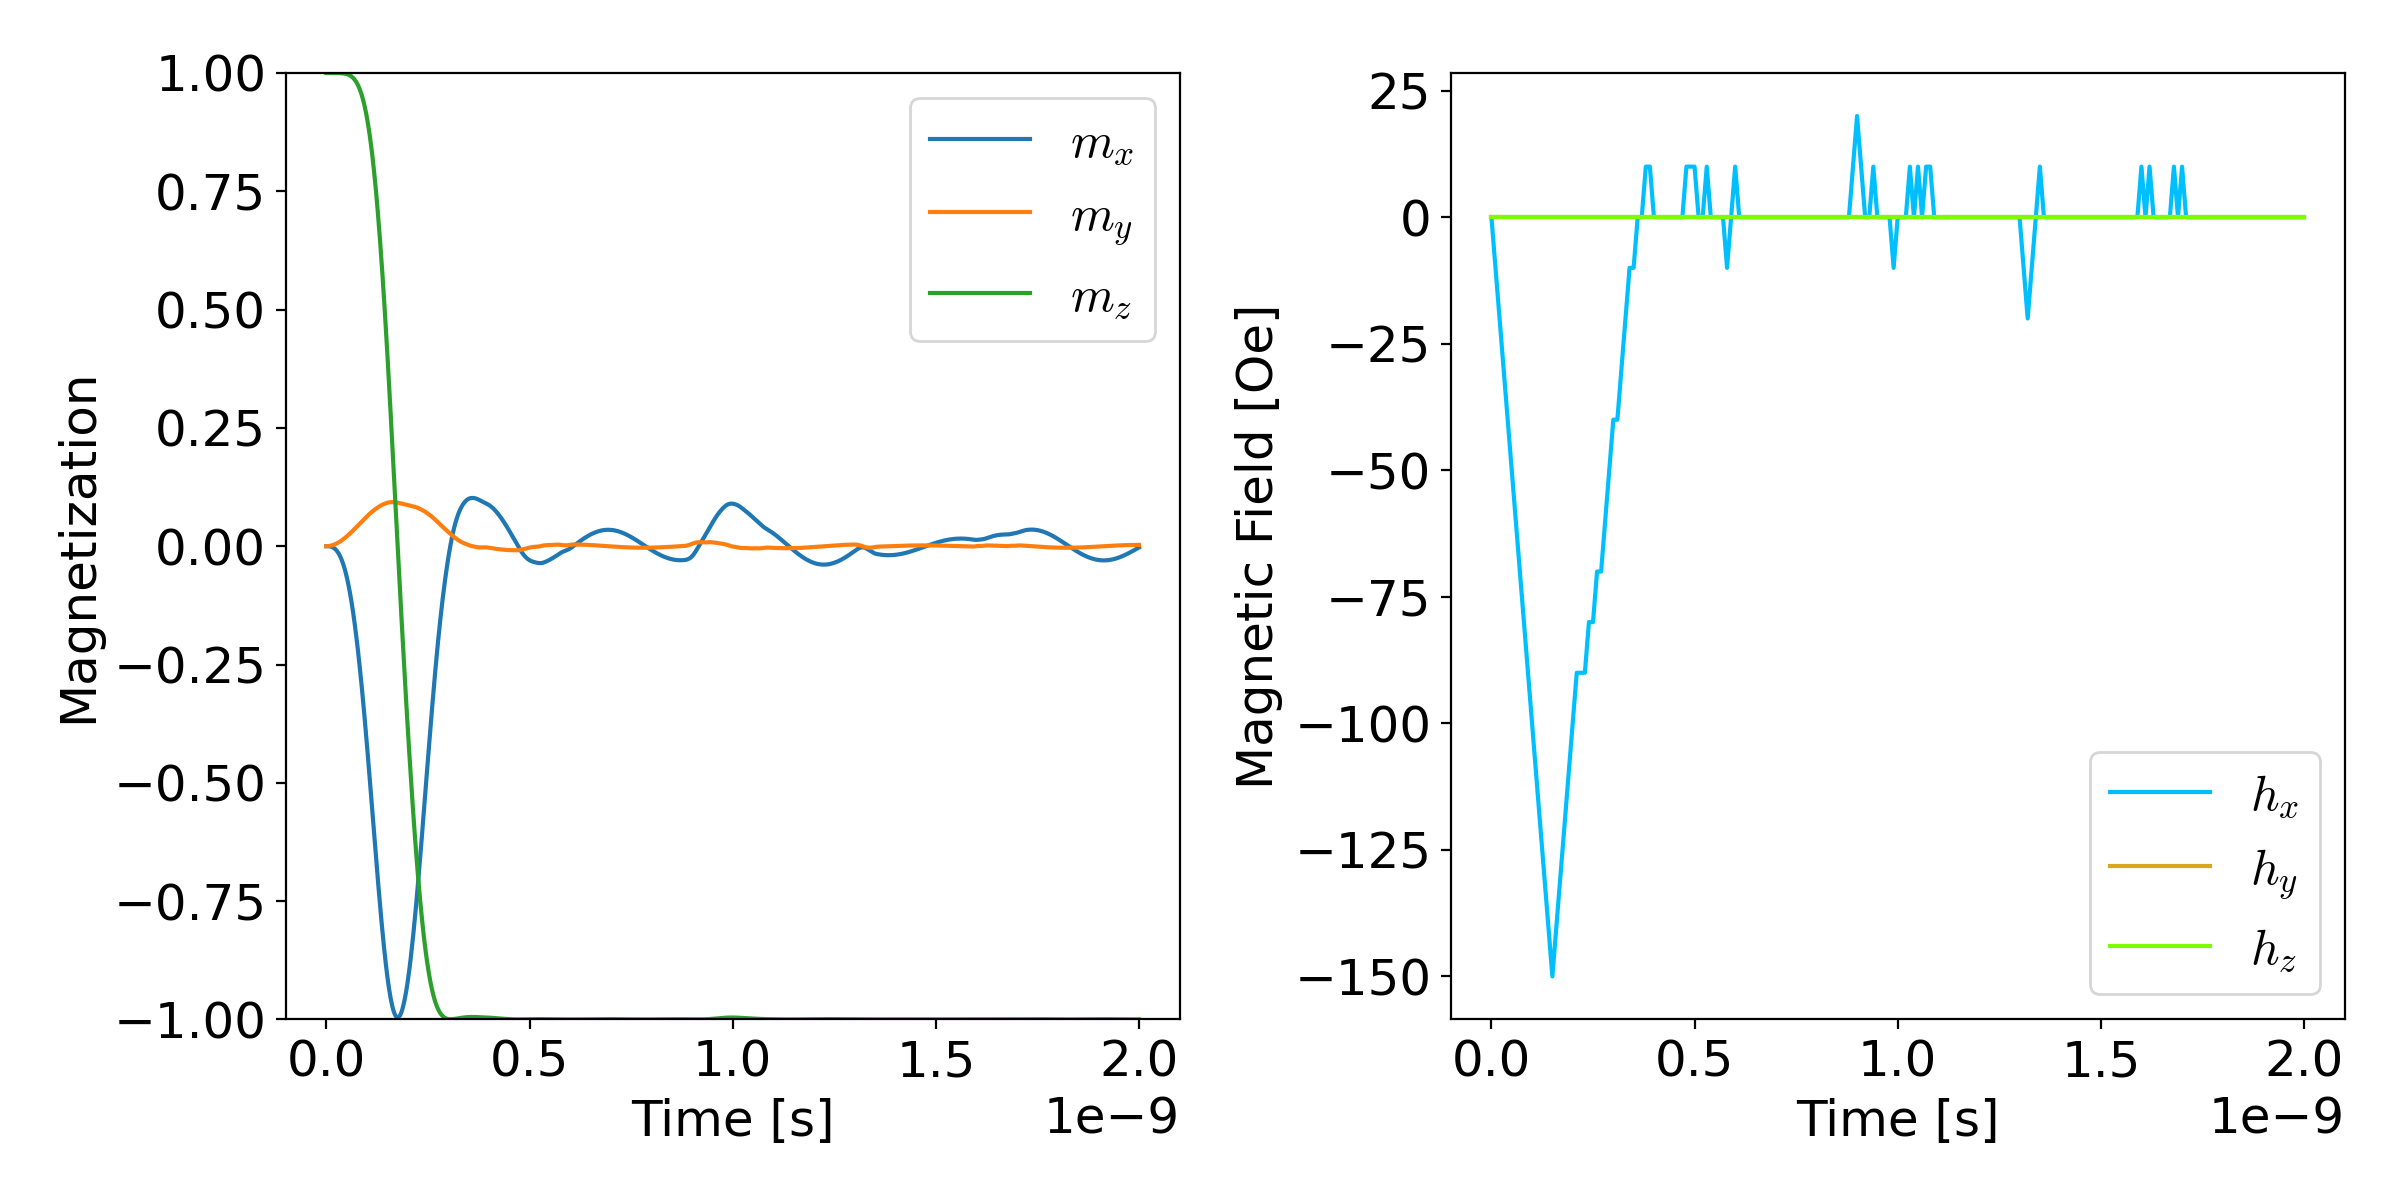 Magnetization
1.00
0.75
0.50
0.25
0.00
−0.25
−0.50
−0.75
−1.00
0.0 0.5 1.0 1.5 2.0
Time [s]
1e−9
m_x
m_y
m_z
Magnetic Field [Oe]
25
0
−25
−50
−75
−100
−125
−150
0.0 0.5 1.0 1.5 2.0
Time [s]
1e−9
h_x
h_y
h_z